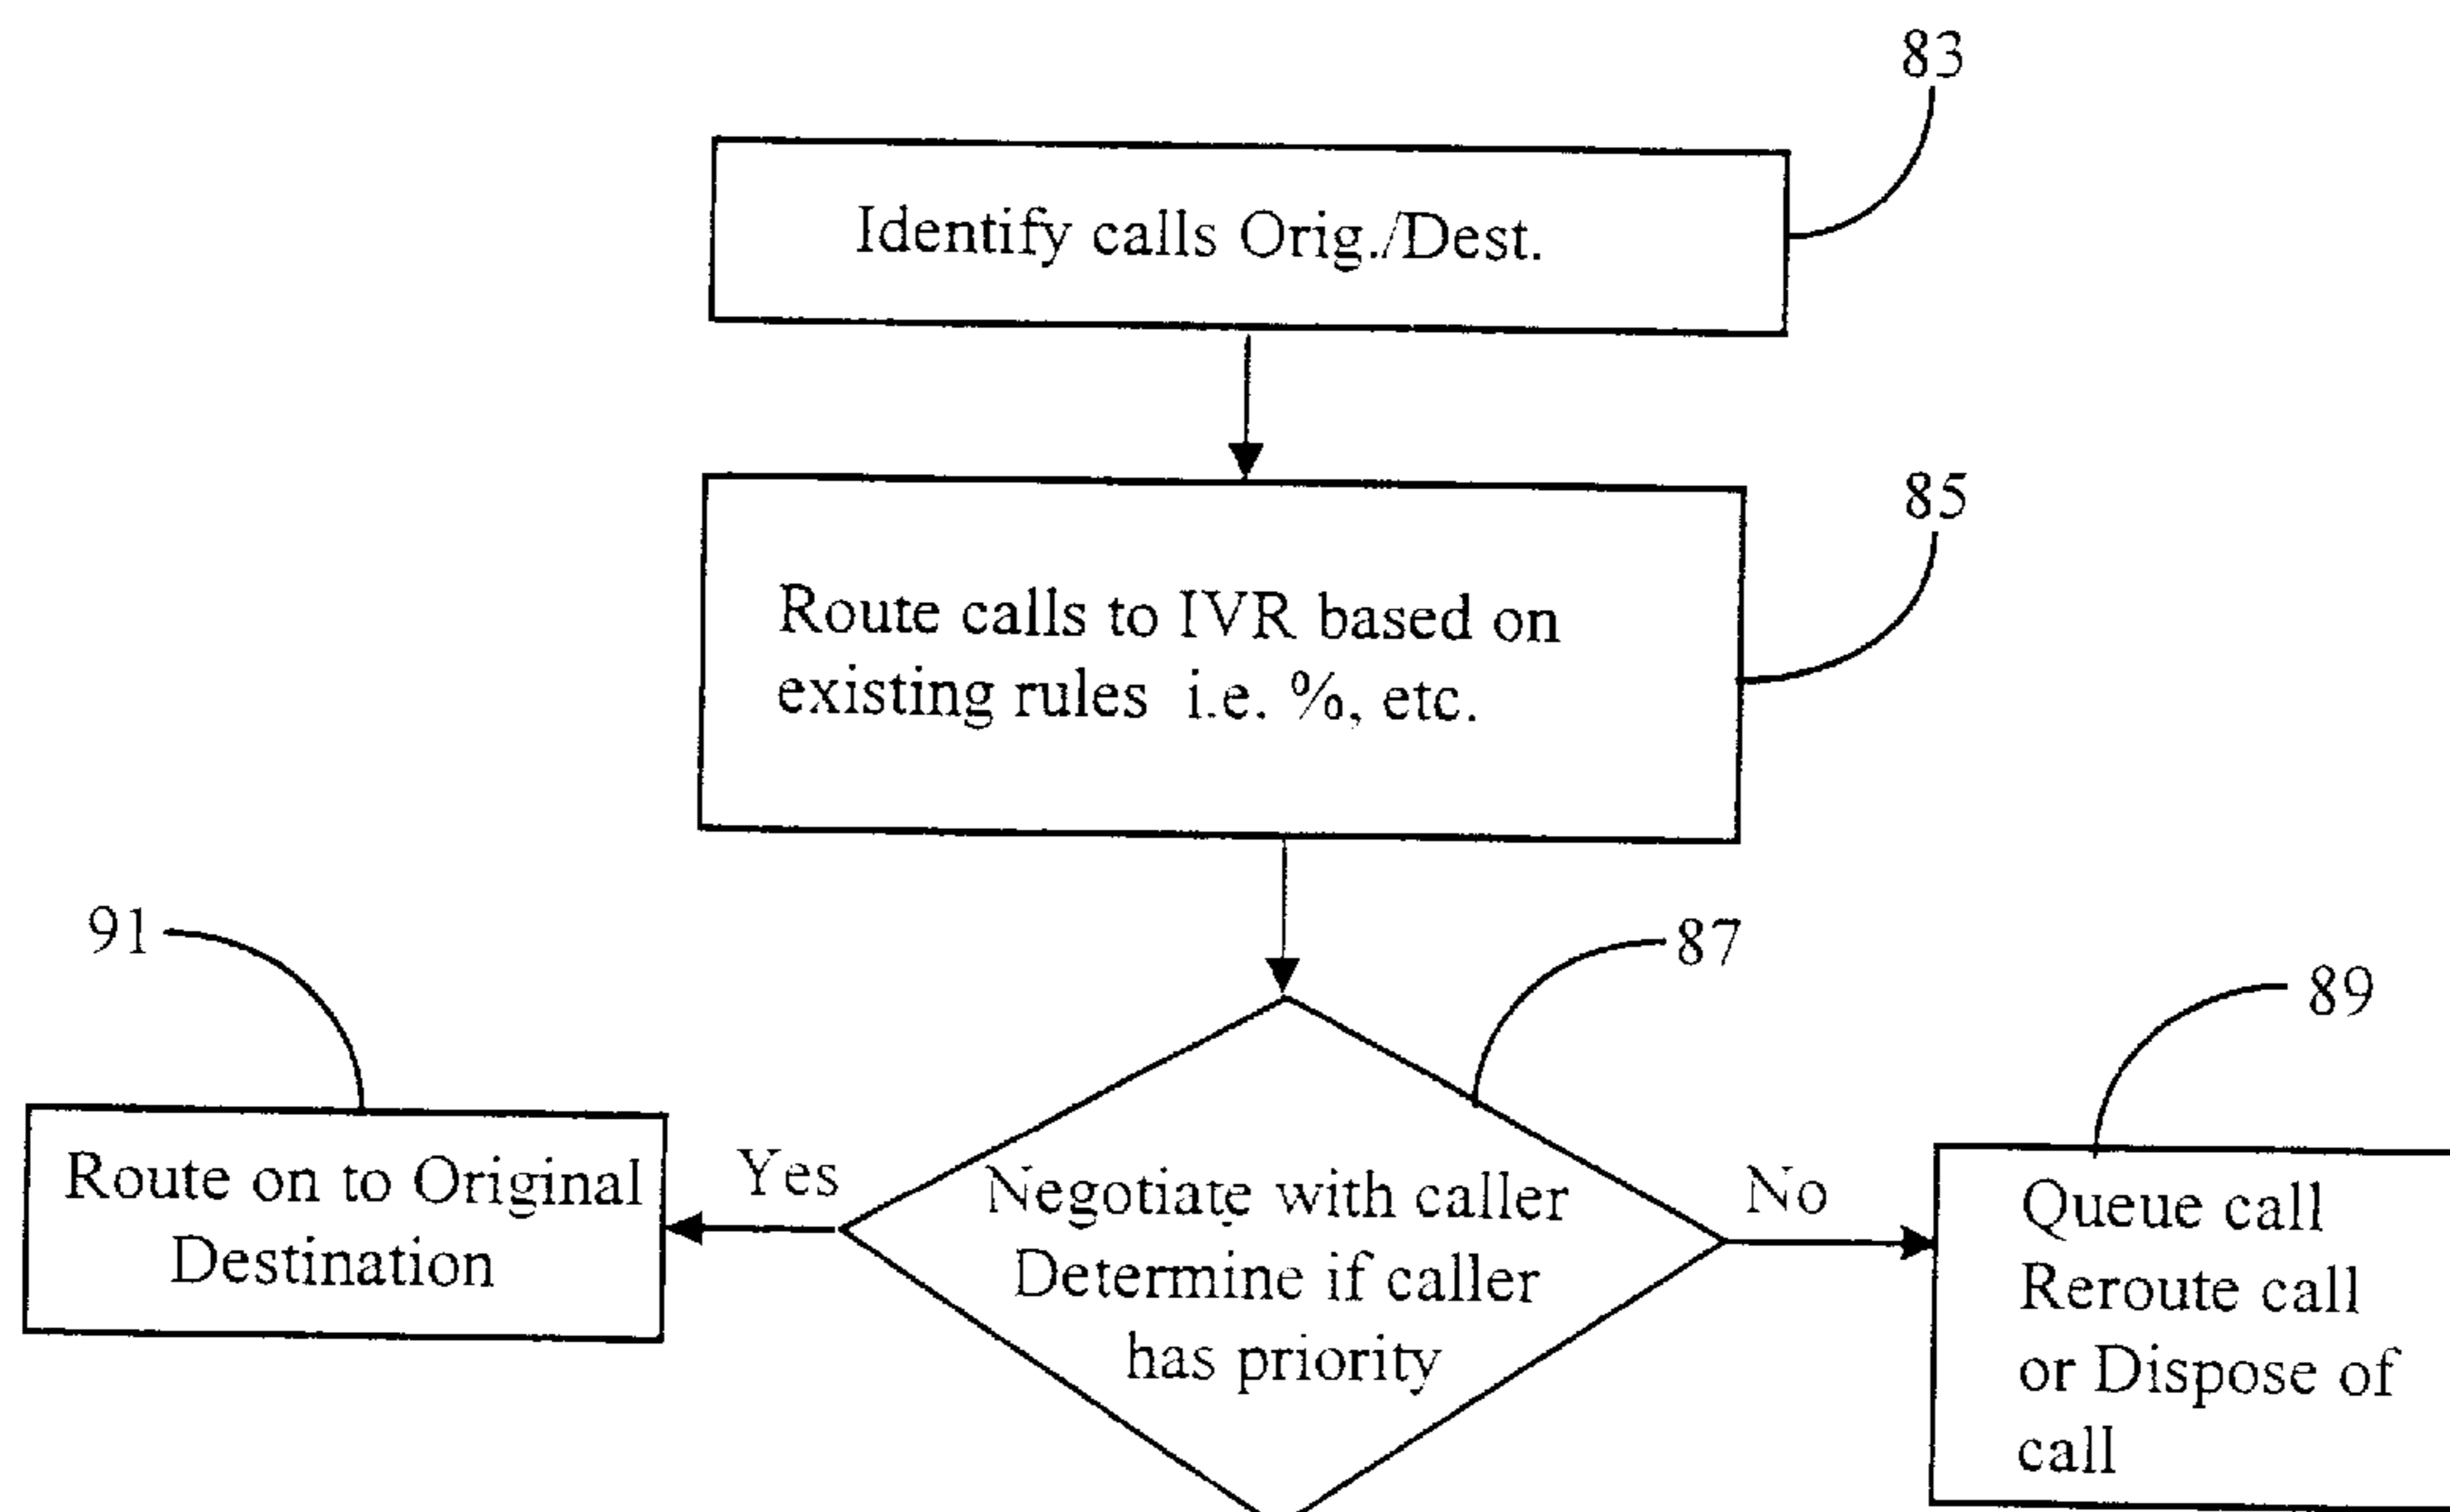 83
Identify calls Orig./Dest.
85
Route calls to IVR based on
existing rules i.e. %, etc.
91
87
89
Route on to Original
Destination
Yes
Negotiate with caller
Determine if caller
has priority
No
Queue call
Reroute call
or Dispose of
call